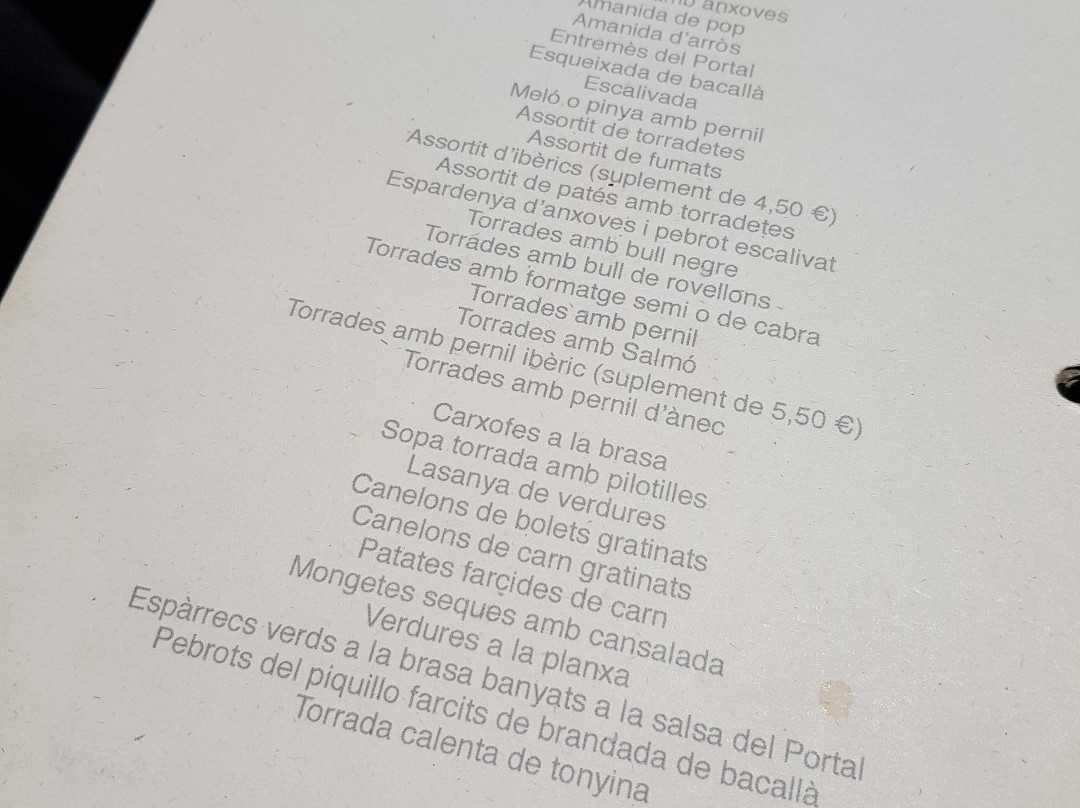 amb anxoves
Amanida de pop
Amanida d'arròs
Entremès del Portal
Esqueixada de bacallà
Escalivada
Meló o pinya amb pernil
Assortit de torradetes
Assortit de fumats
Assortit d'ibèrics (suplement de 4,50 €)
Assortit de patés amb torradetes
Espardenya d'anxoves i pebrot escalivat
Torrades amb bull negre
Torrades amb bull de rovellons
Torrades amb formatge semi o de cabra
Torrades amb pernil
Torrades amb Salmó
Torrades amb pernil ibèric (suplement de 5,50 €)
Torrades amb pernil d'ànec
Carxofes a la brasa
Sopa torrada amb pilotilles
Lasanya de verdures
Canelons de bolets gratinats
Canelons de carn gratinats
Patates farcides de carn
Mongetes seques amb cansalada
Verdures a la planxa
Espàrrecs verds a la brasa banyats a la salsa del Portal
Pebrots del piquillo farcits de brandada de bacallà
Torrada calenta de tonyina